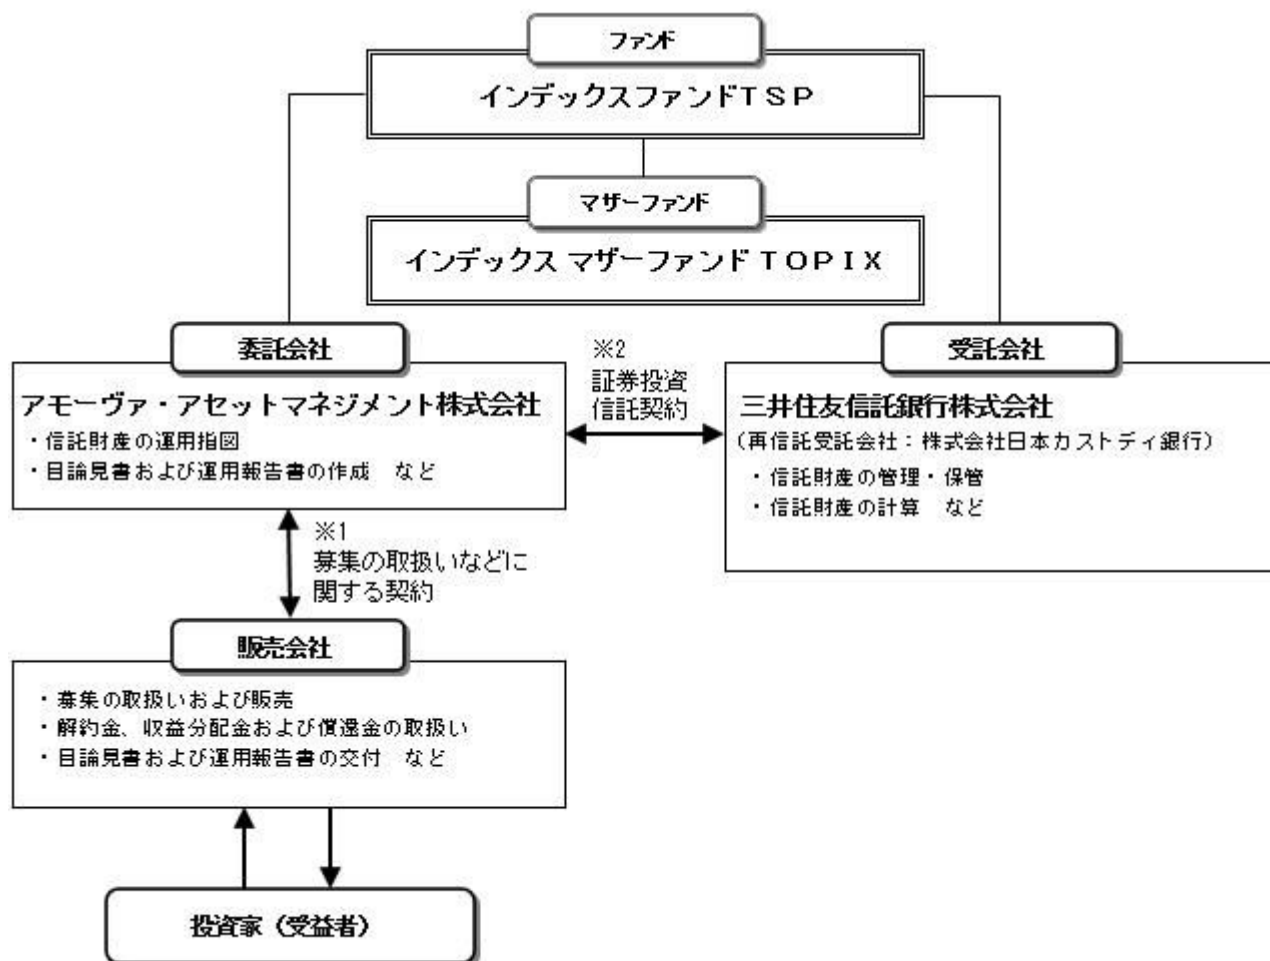 ファンド
インデックスファンドTSP
マザーファンド
インデックス マザーファンド TOPIX
委託会社
アモーヴァ・アセットマネジメント株式会社
・信託財産の運用指図
・目論見書および運用報告書の作成 など
※2
証券投資
信託契約
受託会社
三井住友信託銀行株式会社
（再信託受託会社：株式会社日本カストディ銀行）
・信託財産の管理・保管
・信託財産の計算 など
※1
募集の取扱いなどに
関する契約
販売会社
・募集の取扱いおよび販売
・解約金、収益分配金および償還金の取扱い
・目論見書および運用報告書の交付 など
投資家（受益者）